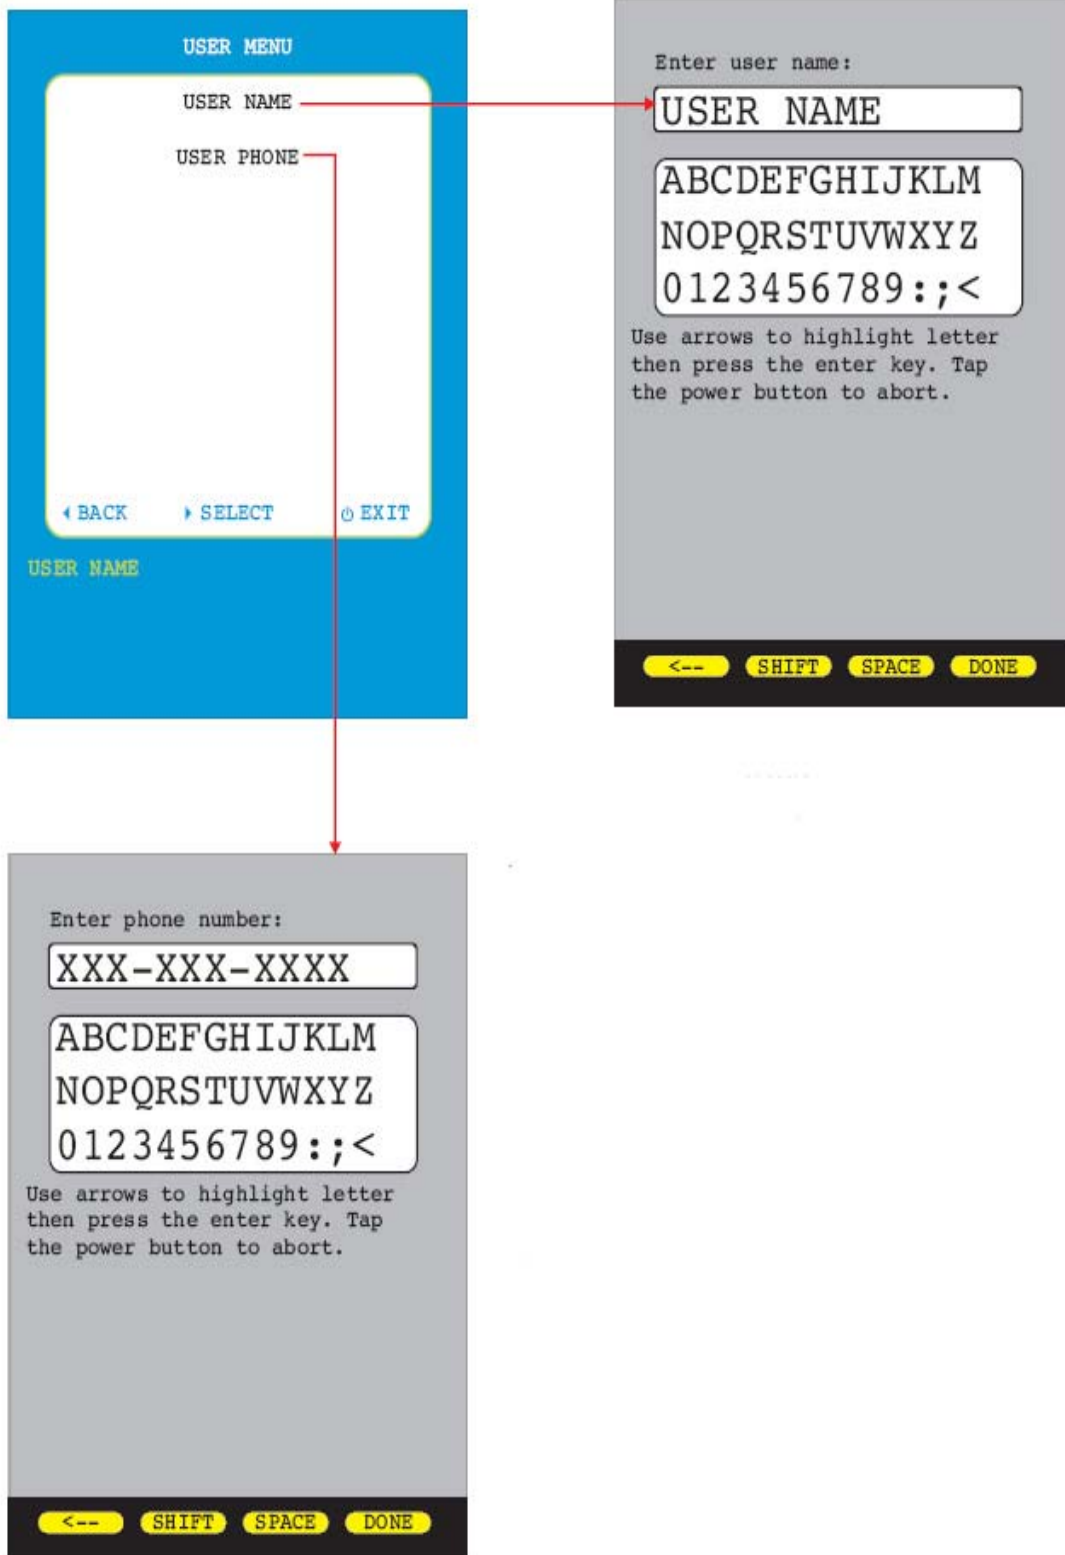 USER MENU
USER NAME
USER PHONE
BACK SELECT EXIT
USER NAME
Enter user name:
USER NAME
ABCDEFGHIJKLM
NOPQRSTUVWXYZ
0123456789:;<
Use arrows to highlight letter
then press the enter key. Tap
the power button to abort.
<-- SHIFT SPACE DONE
Enter phone number:
XXX-XXX-XXXX
ABCDEFGHIJKLM
NOPQRSTUVWXYZ
0123456789:;<
Use arrows to highlight letter
then press the enter key. Tap
the power button to abort.
<-- SHIFT SPACE DONE